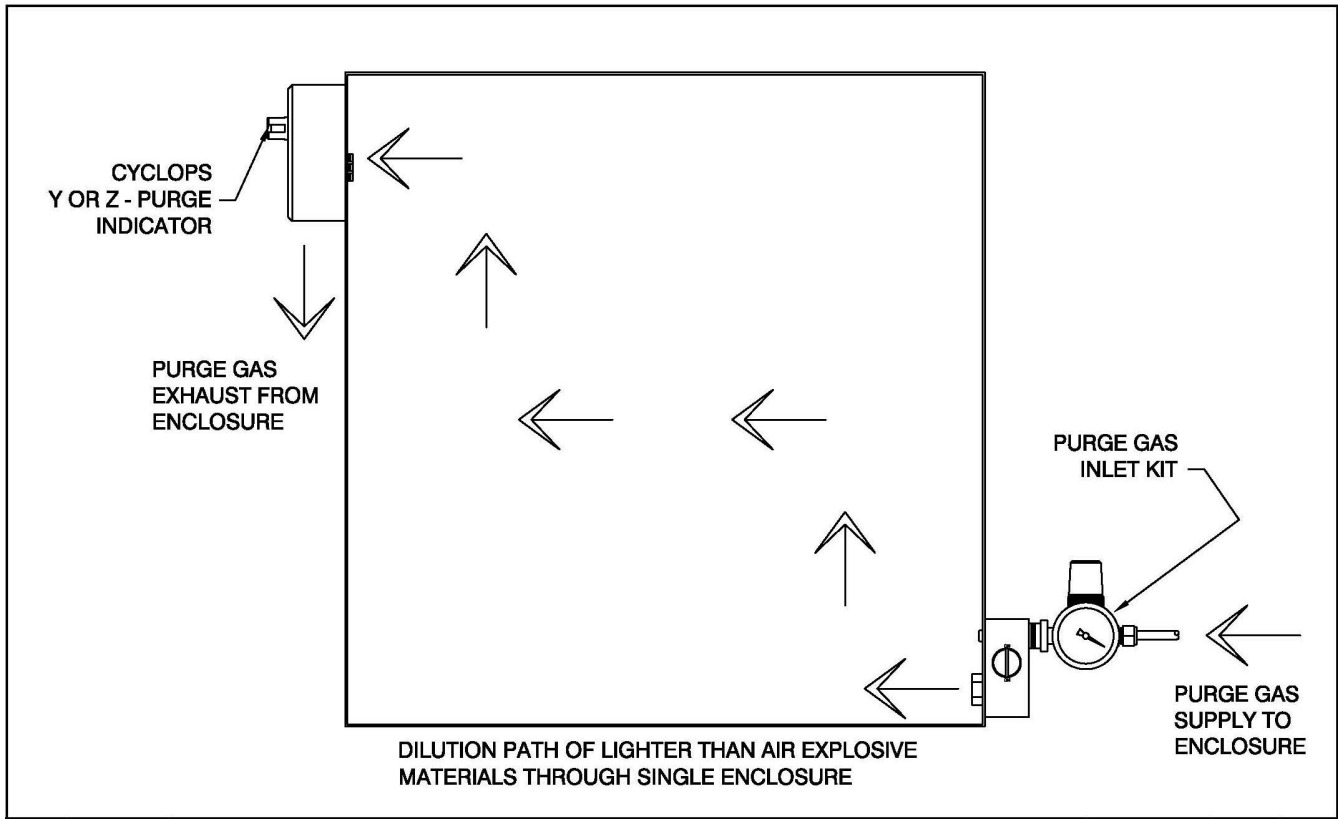 CYCLOPS
Y OR Z - PURGE
INDICATOR
PURGE GAS
EXHAUST FROM
ENCLOSURE
PURGE GAS
INLET KIT
PURGE GAS
SUPPLY TO
ENCLOSURE
DILUTION PATH OF LIGHTER THAN AIR EXPLOSIVE
MATERIALS THROUGH SINGLE ENCLOSURE